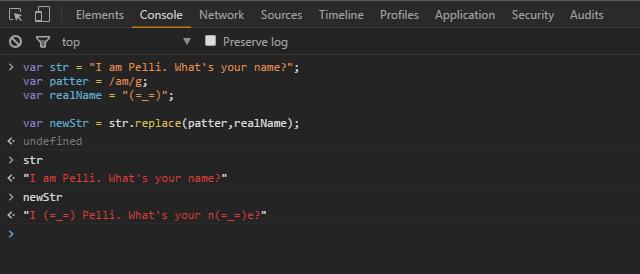 Elements Console Network Sources Timeline Profiles Application Security Audits
top Preserve log
var str = "I am Pelli. What's your name?";
var patter = /am/g;
var realName = "(=_=)";
var newStr = str.replace(patter,realName);
undefined
str
"I am Pelli. What's your name?"
newStr
"I (=_=) Pelli. What's your n(=_=)e?"